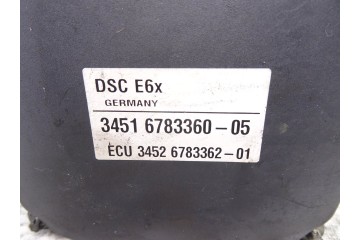 DSC E6x
GERMANY
3451 6783360-05
ECU 3452 6783362-01